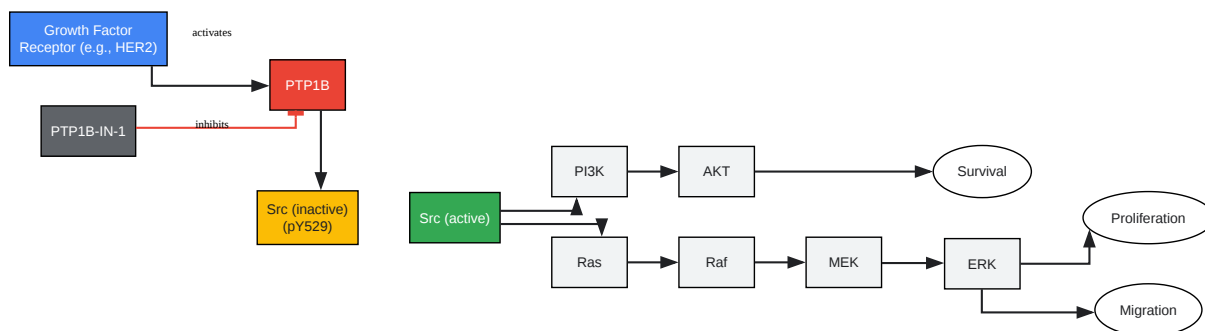 Growth Factor
Receptor (e.g., HER2)
activates
PTP1B
PTP1B-IN-1
inhibits
Src (inactive)
(pY529)
Src (active)
PI3K
AKT
Survival
Ras
Raf
MEK
ERK
Proliferation
Migration